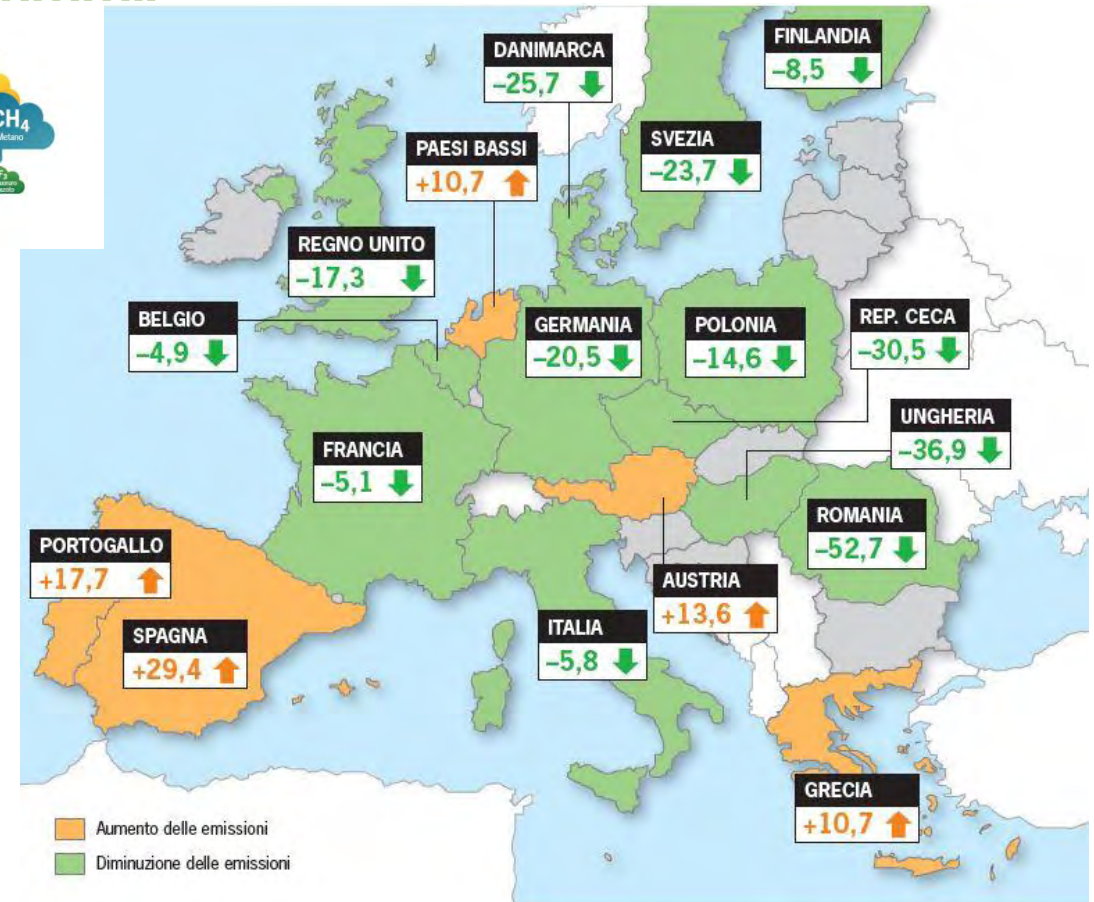 CH4
Metano
FINLANDIA
–8,5
DANIMARCA
–25,7
SVEZIA
–23,7
PAESI BASSI
+10,7
REGNO UNITO
–17,3
BELGIO
–4,9
GERMANIA
–20,5
POLONIA
–14,6
REP. CECA
–30,5
UNGHERIA
–36,9
FRANCIA
–5,1
ROMANIA
–52,7
PORTOGALLO
+17,7
AUSTRIA
+13,6
ITALIA
–5,8
SPAGNA
+29,4
GRECIA
+10,7
Aumento delle emissioni
Diminuzione delle emissioni